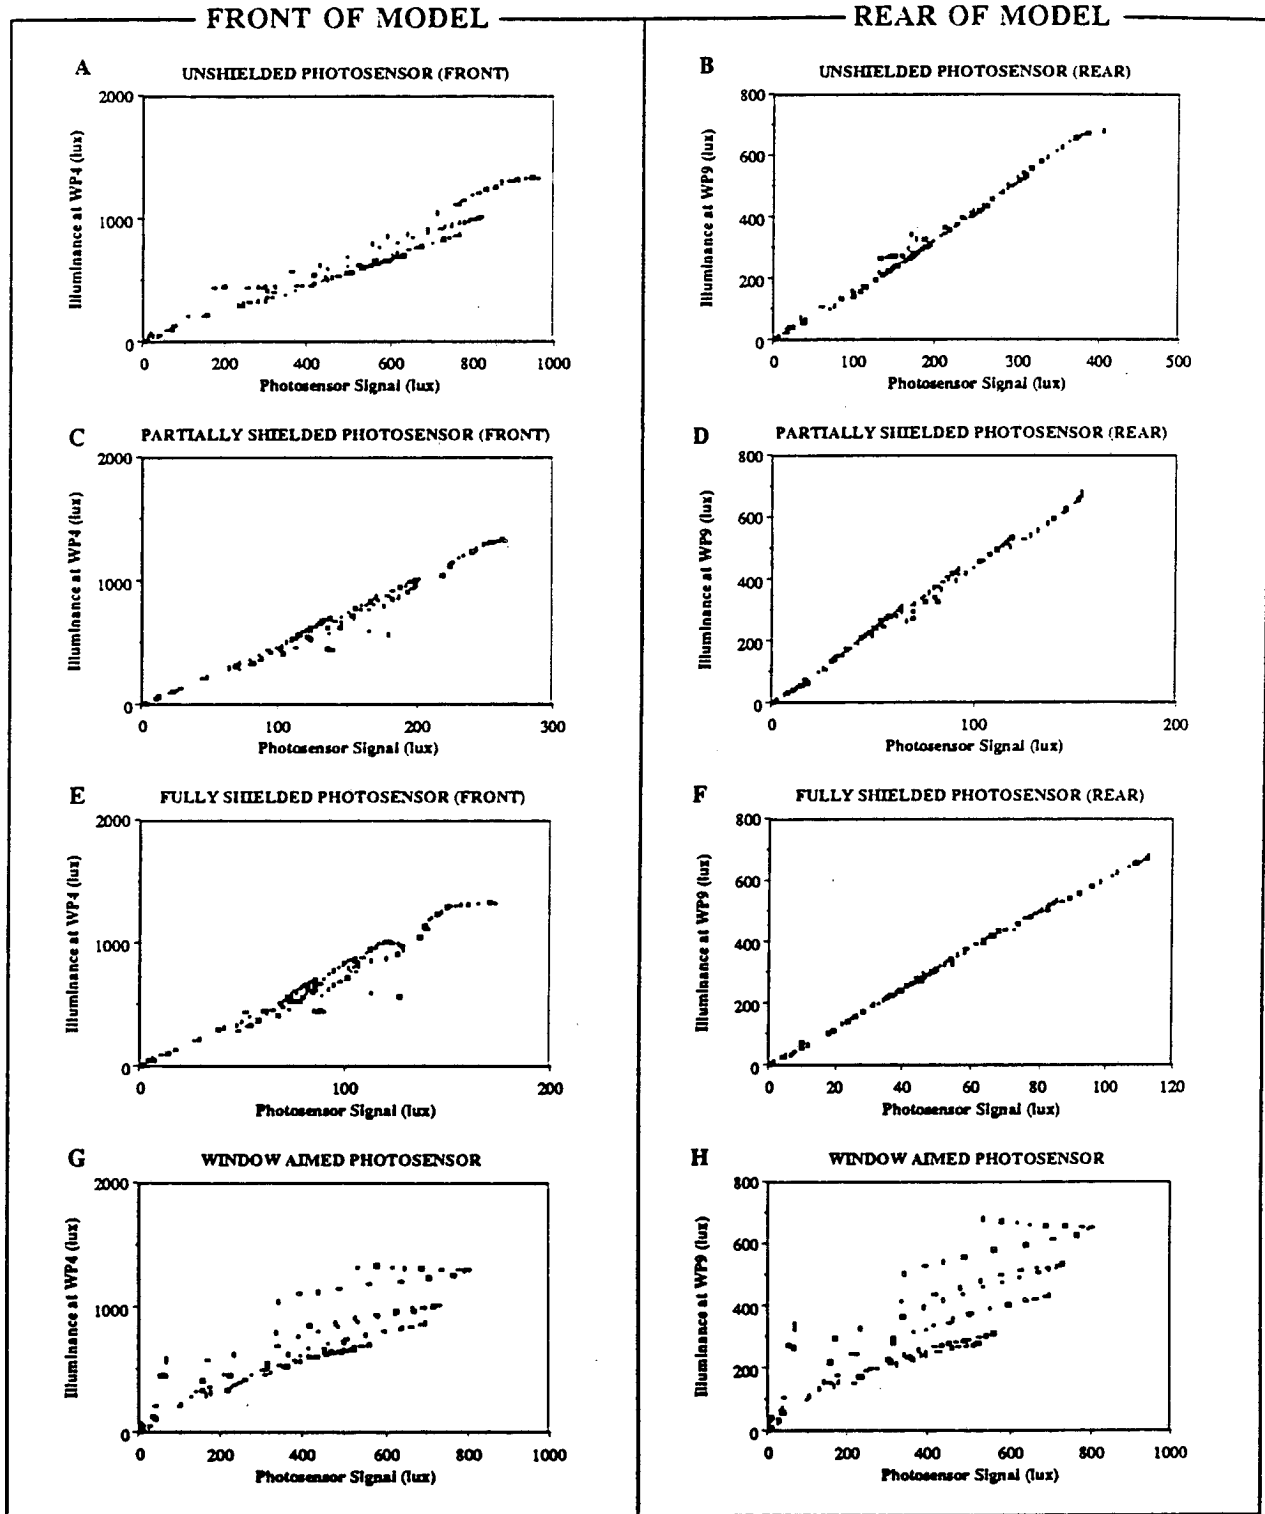 FRONT OF MODEL
REAR OF MODEL
A
UNSHIELDED PHOTOSENSOR (FRONT)
2000
1000
0
Illuminance at WP4 (lux)
0 200 400 600 800 1000
Photosensor Signal (lux)
B
UNSHIELDED PHOTOSENSOR (REAR)
800
600
400
200
0
Illuminance at WP9 (lux)
0 100 200 300 400 500
Photosensor Signal (lux)
C
PARTIALLY SHIELDED PHOTOSENSOR (FRONT)
2000
1000
0
Illuminance at WP4 (lux)
0 100 200 300
Photosensor Signal (lux)
D
PARTIALLY SHIELDED PHOTOSENSOR (REAR)
800
600
400
200
0
Illuminance at WP9 (lux)
0 100 200
Photosensor Signal (lux)
E
FULLY SHIELDED PHOTOSENSOR (FRONT)
2000
1000
0
Illuminance at WP4 (lux)
0 100 200
Photosensor Signal (lux)
F
FULLY SHIELDED PHOTOSENSOR (REAR)
800
600
400
200
0
Illuminance at WP9 (lux)
0 20 40 60 80 100 120
Photosensor Signal (lux)
G
WINDOW AIMED PHOTOSENSOR
2000
1000
0
Illuminance at WP4 (lux)
0 200 400 600 800 1000
Photosensor Signal (lux)
H
WINDOW AIMED PHOTOSENSOR
800
600
400
200
0
Illuminance at WP9 (lux)
0 200 400 600 800 1000
Photosensor Signal (lux)